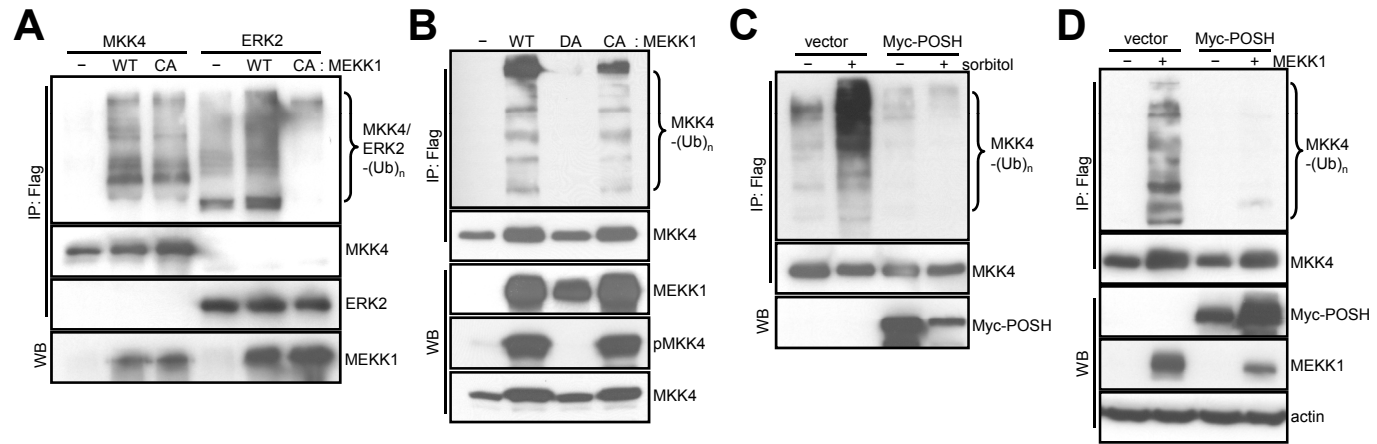 A
MKK4 ERK2
– WT CA – WT CA : MEKK1
IP: Flag
MKK4/
ERK2
-(Ub)n
MKK4
ERK2
WB
MEKK1
B
– WT DA CA : MEKK1
IP: Flag
MKK4
-(Ub)n
MKK4
WB
MEKK1
pMKK4
MKK4
C
vector Myc-POSH
– + – + sorbitol
IP: Flag
MKK4
-(Ub)n
MKK4
WB
Myc-POSH
D
vector Myc-POSH
– + – + MEKK1
IP: Flag
MKK4
-(Ub)n
MKK4
WB
Myc-POSH
MEKK1
actin